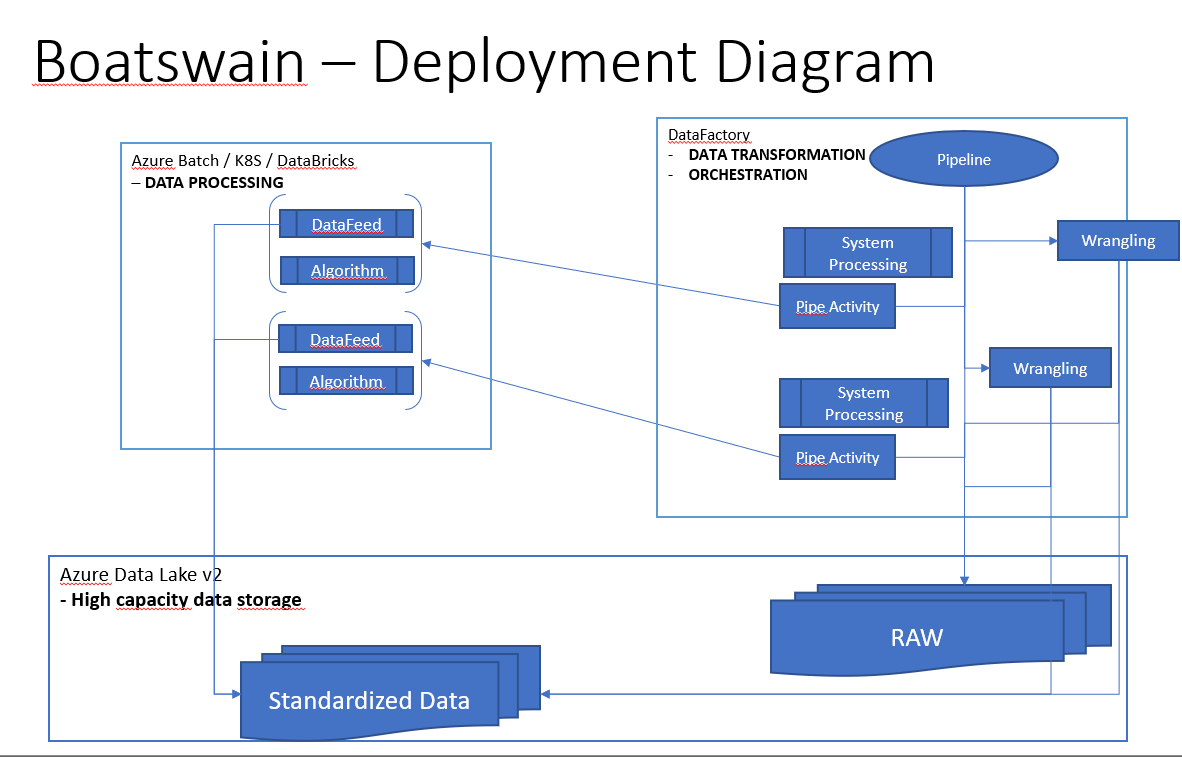 Boatswain – Deployment Diagram
Azure Batch / K8S / DataBricks
– DATA PROCESSING
DataFeed
Algorithm
DataFeed
Algorithm
DataFactory
- DATA TRANSFORMATION
- ORCHESTRATION
Pipeline
System
Processing
Pipe Activity
Wrangling
Wrangling
System
Processing
Pipe Activity
Azure Data Lake v2
- High capacity data storage
RAW
Standardized Data